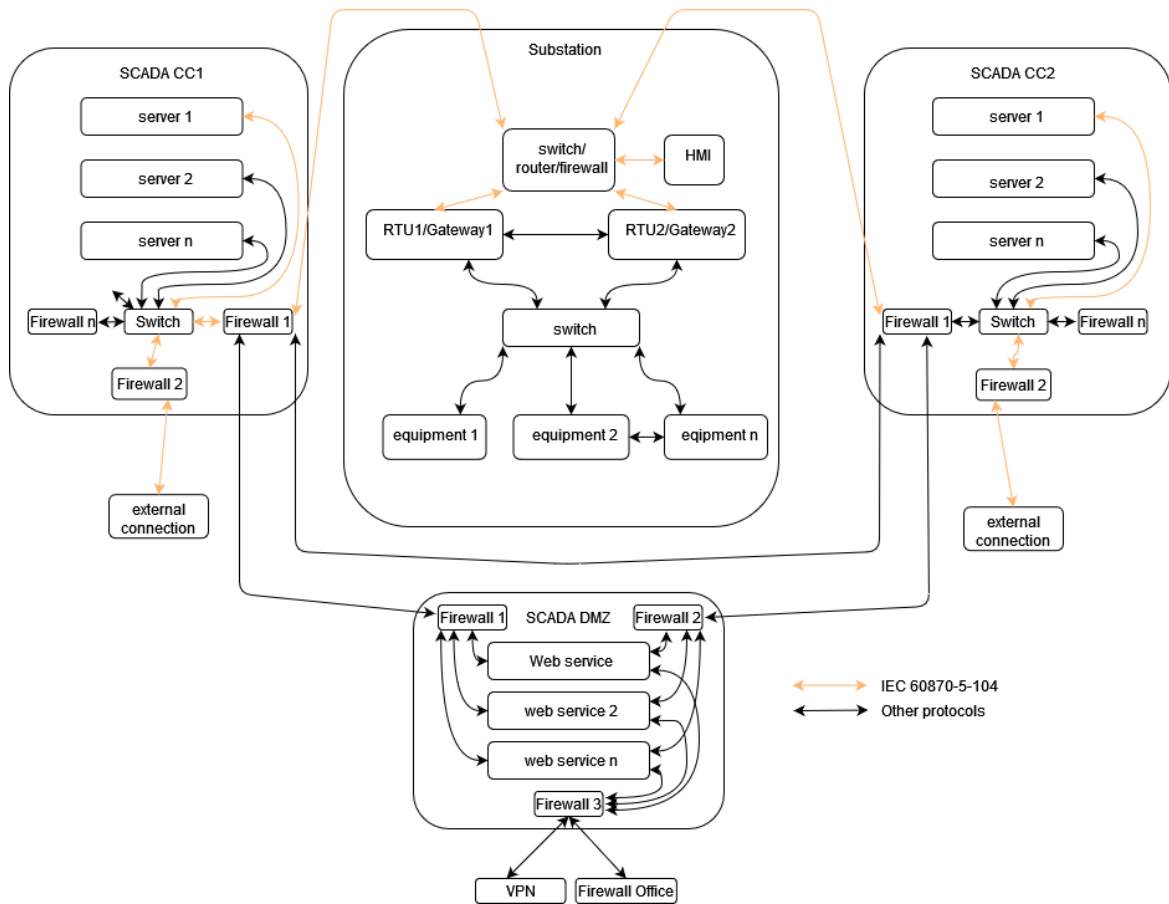 SCADA CC1
server 1
server 2
server n
Firewall n
Switch
Firewall 1
Firewall 2
external
connection
Substation
switch/
router/firewall
HMI
RTU1/Gateway1
RTU2/Gateway2
switch
equipment 1
equipment 2
eqipment n
SCADA CC2
server 1
server 2
server n
Firewall 1
Switch
Firewall n
Firewall 2
external
connection
Firewall 1
SCADA DMZ
Firewall 2
Web service
web service 2
web service n
Firewall 3
VPN
Firewall Office
IEC 60870-5-104
Other protocols